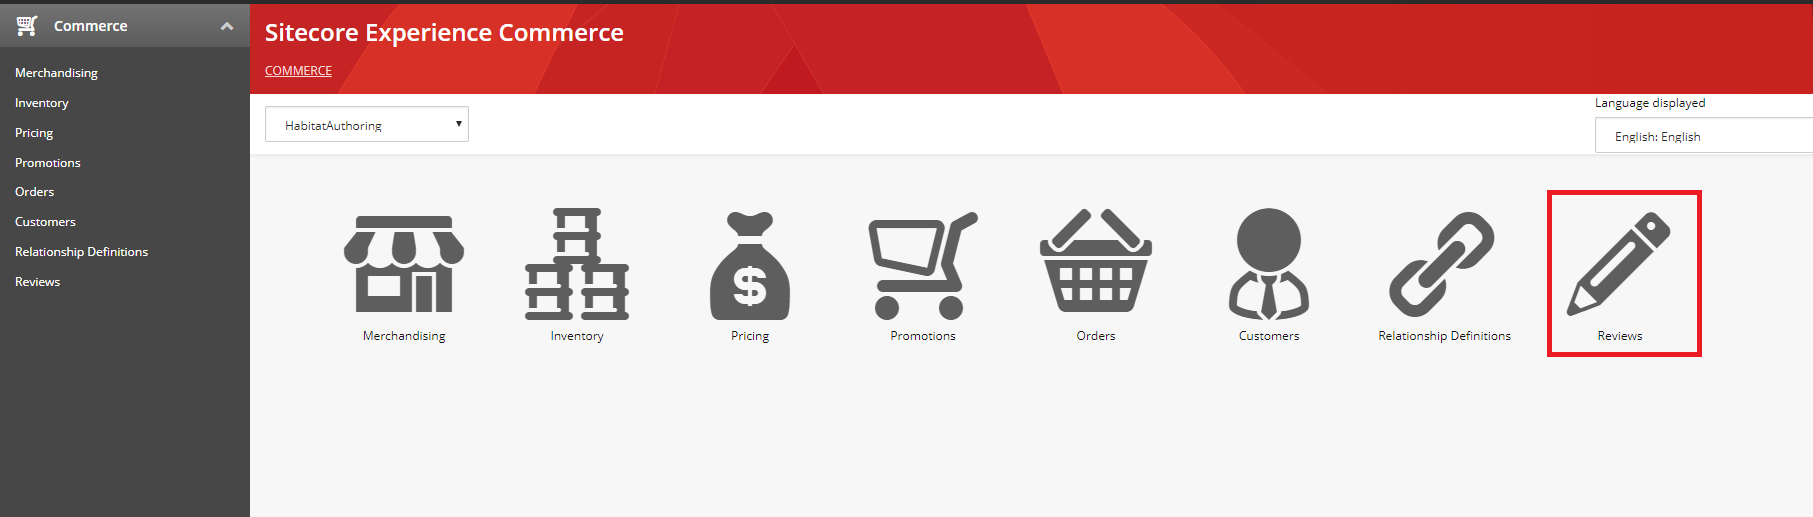 Commerce
Merchandising
Inventory
Pricing
Promotions
Orders
Customers
Relationship Definitions
Reviews
Sitecore Experience Commerce
COMMERCE
HabitatAuthoring
Language displayed
English: English
$
Merchandising
Inventory
Pricing
Promotions
Orders
Customers
Relationship Definitions
Reviews